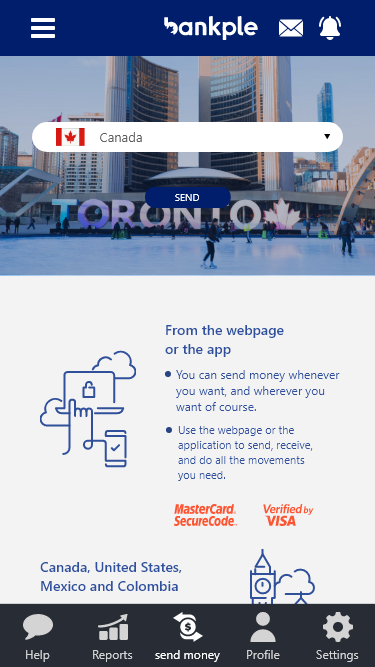 bankple
Canada
SEND
TORONTO
From the webpage
or the app
You can send money whenever
you want, and wherever you
want of course.
Use the webpage or the
application to send, receive,
and do all the movements
you need.
MasterCard.
SecureCode.
Verified by
VISA
Canada, United States,
Mexico and Colombia
Help
Reports
send money
Profile
Settings